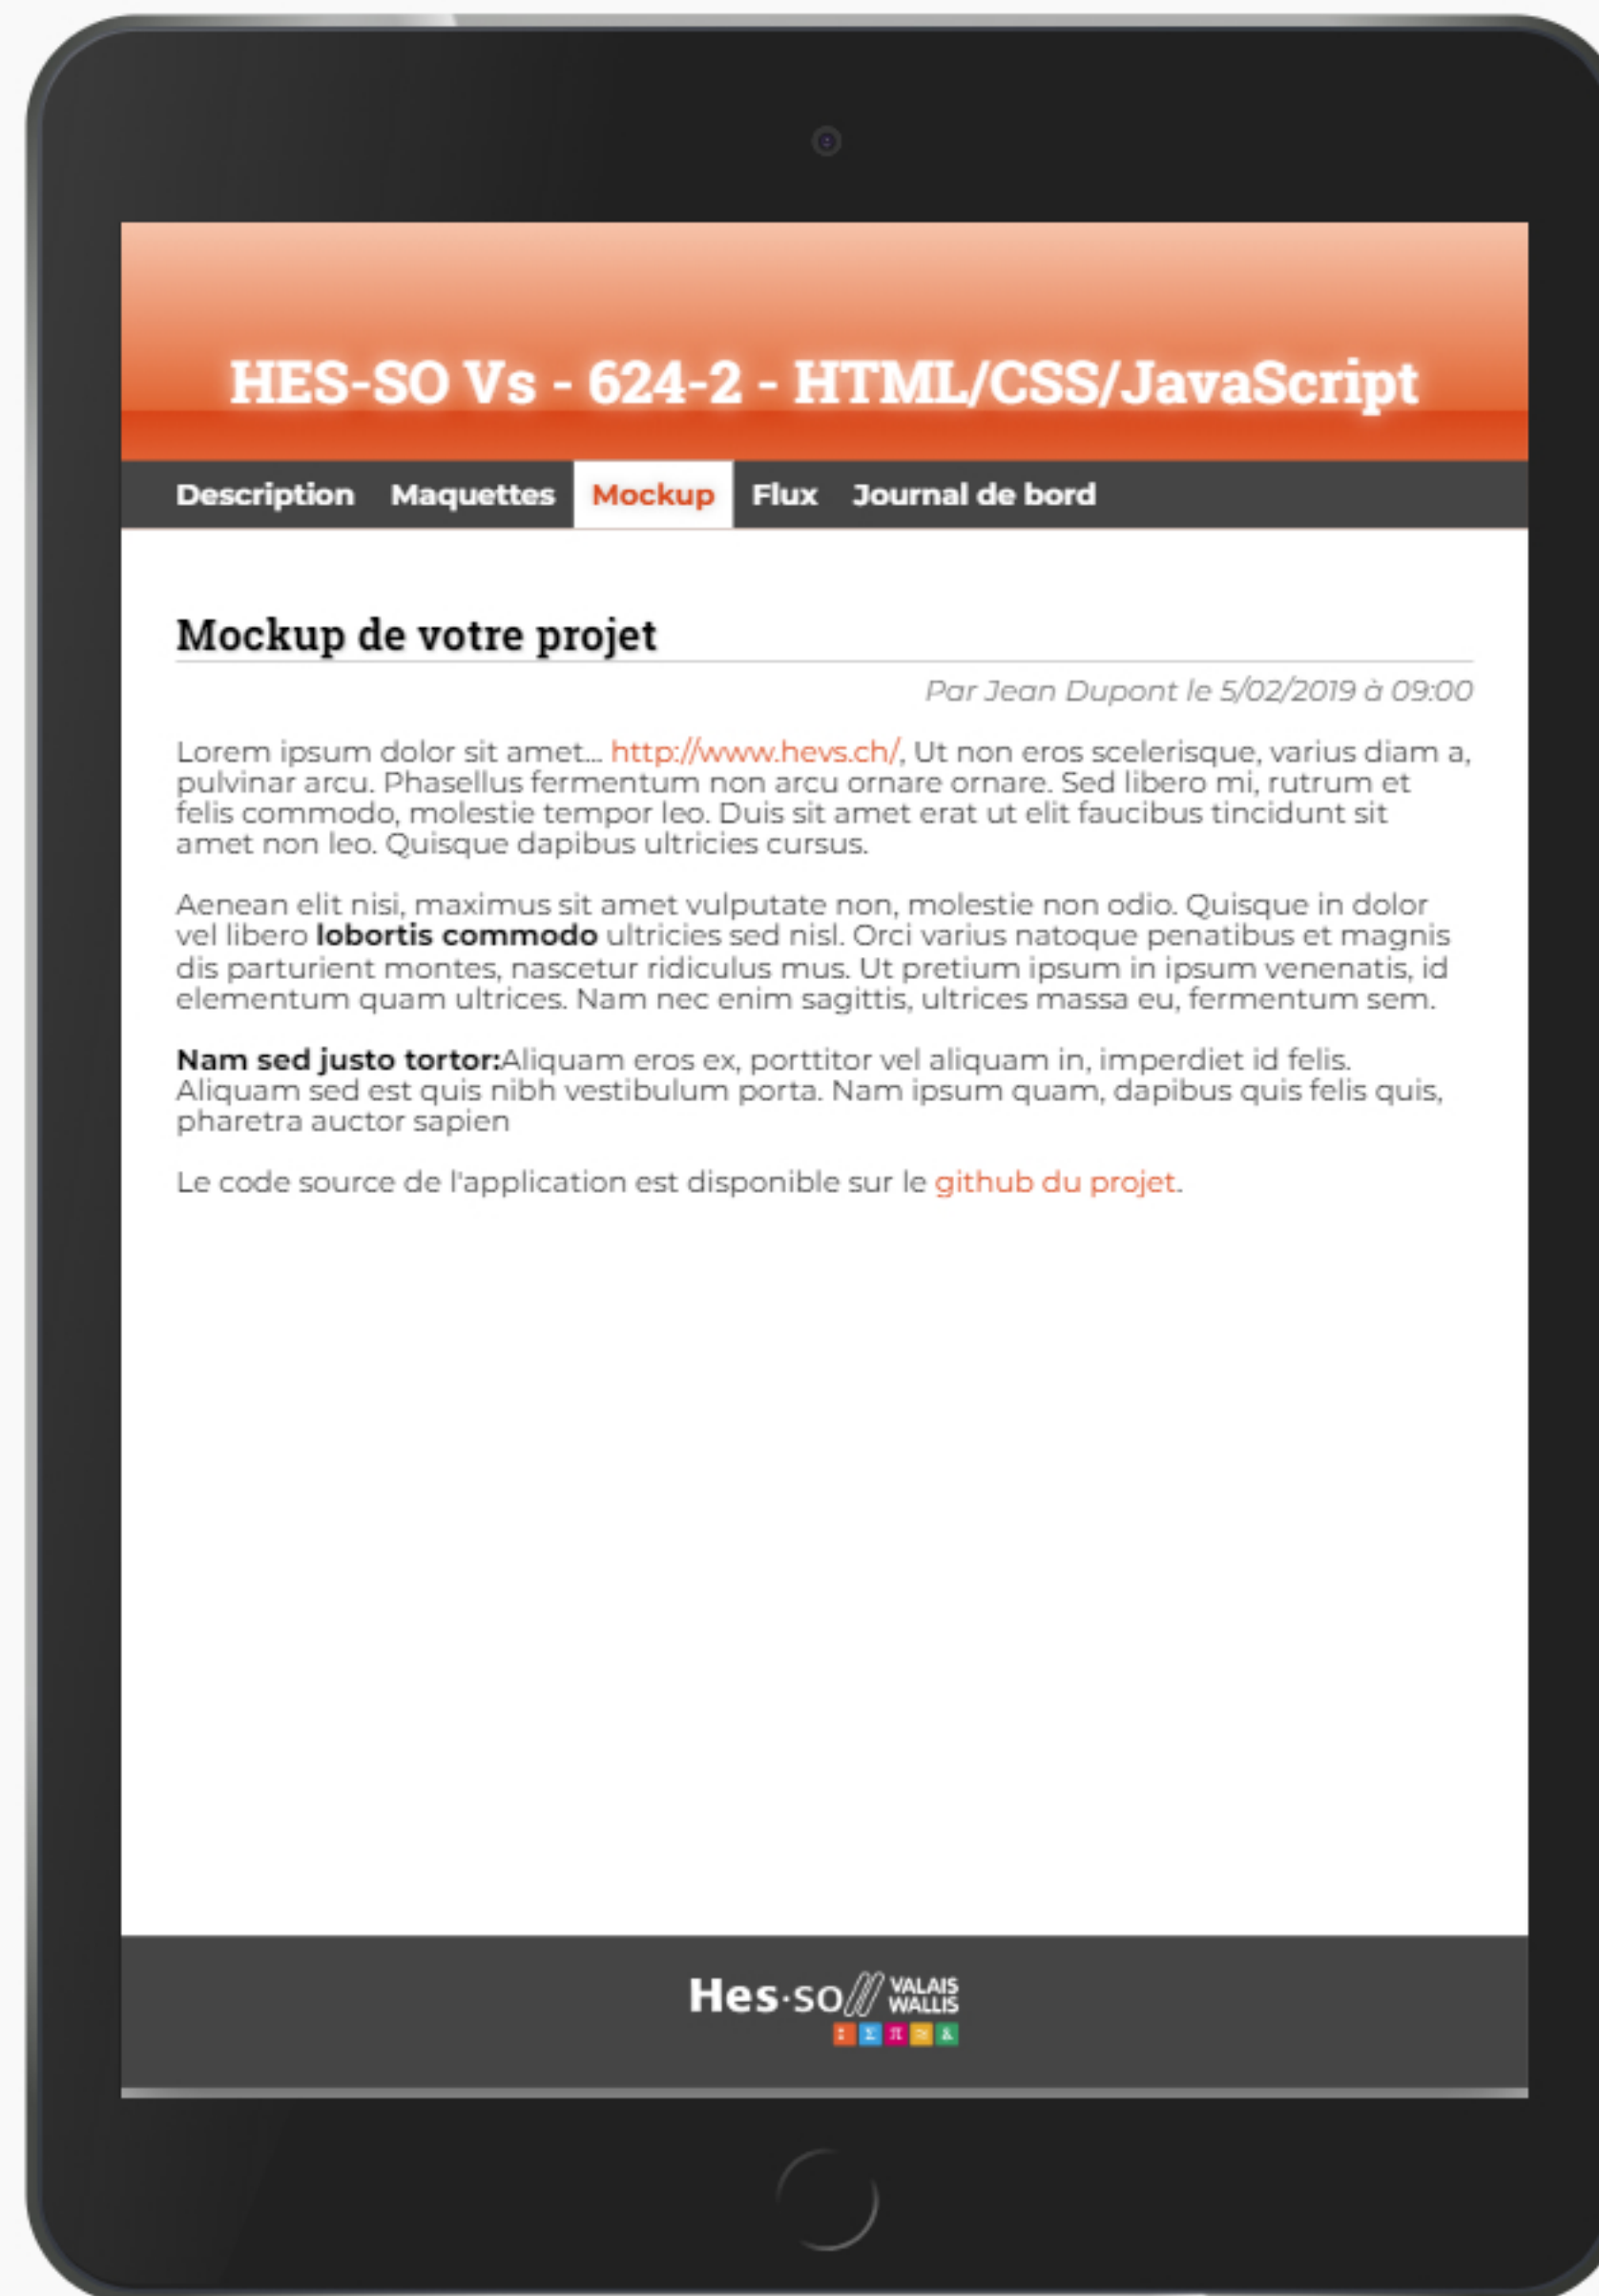 HES-SO Vs - 624-2 - HTML/CSS/JavaScript
Description Maquettes Mockup Flux Journal de bord
Mockup de votre projet
Par Jean Dupont le 5/02/2019 à 09:00
Lorem ipsum dolor sit amet... http://www.hevs.ch/, Ut non eros scelerisque, varius diam a,
pulvinar arcu. Phasellus fermentum non arcu ornare ornare. Sed libero mi, rutrum et
felis commodo, molestie tempor leo. Duis sit amet erat ut elit faucibus tincidunt sit
amet non leo. Quisque dapibus ultricies cursus.
Aenean elit nisi, maximus sit amet vulputate non, molestie non odio. Quisque in dolor
vel libero lobortis commodo ultricies sed nisl. Orci varius natoque penatibus et magnis
dis parturient montes, nascetur ridiculus mus. Ut pretium ipsum in ipsum venenatis, id
elementum quam ultrices. Nam nec enim sagittis, ultrices massa eu, fermentum sem.
Nam sed justo tortor:Aliquam eros ex, porttitor vel aliquam in, imperdiet id felis.
Aliquam sed est quis nibh vestibulum porta. Nam ipsum quam, dapibus quis felis quis,
pharetra auctor sapien
Le code source de l'application est disponible sur le github du projet.
Hes·so VALAIS
WALLIS
Σ π ≈ &